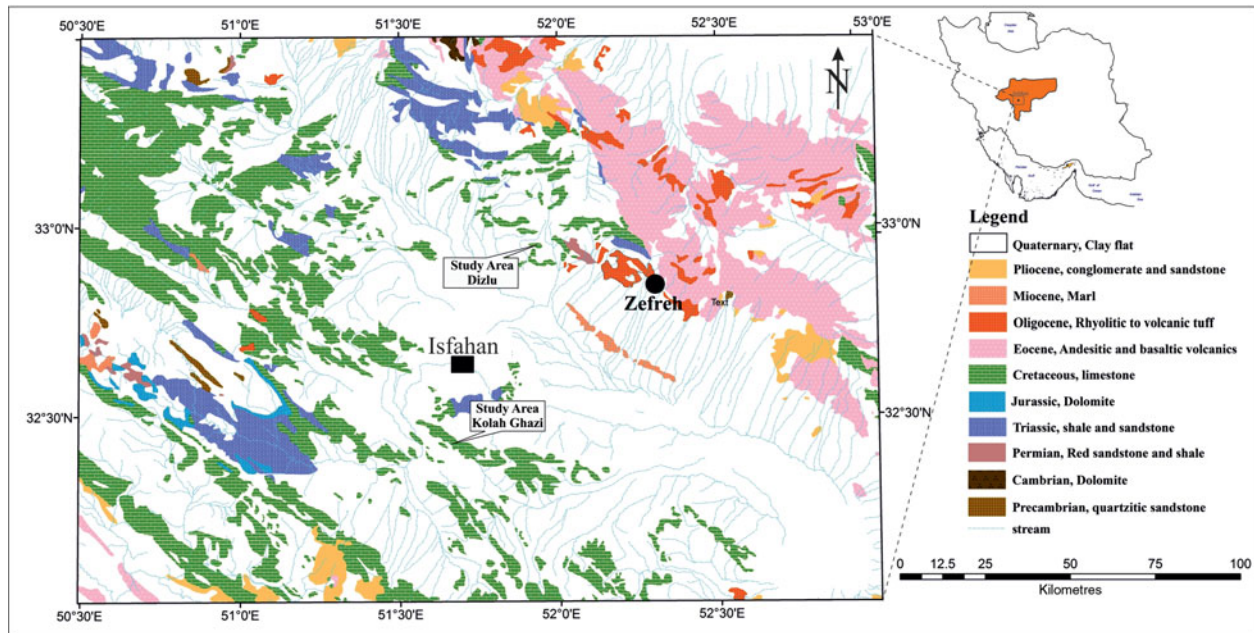 50°30'E
51°0'E
51°30'E
52°0'E
52°30'E
53°0'E
N
33°0'N
33°0'N
Study Area
Dizlu
Zefreh
Text
Isfahan
32°50'N
32°50'N
Study Area
Kolah Ghazi
50°30'E
51°0'E
51°30'E
52°0'E
52°30'E
Legend
Quaternary, Clay flat
Pliocene, conglomerate and sandstone
Miocene, Marl
Oligocene, Rhyolitic to volcanic tuff
Eocene, Andesitic and basaltic volcanics
Cretaceous, limestone
Jurassic, Dolomite
Triassic, shale and sandstone
Permian, Red sandstone and shale
Cambrian, Dolomite
Precambrian, quartzitic sandstone
stream
0 12.5 25 50 75 100
Kilometres